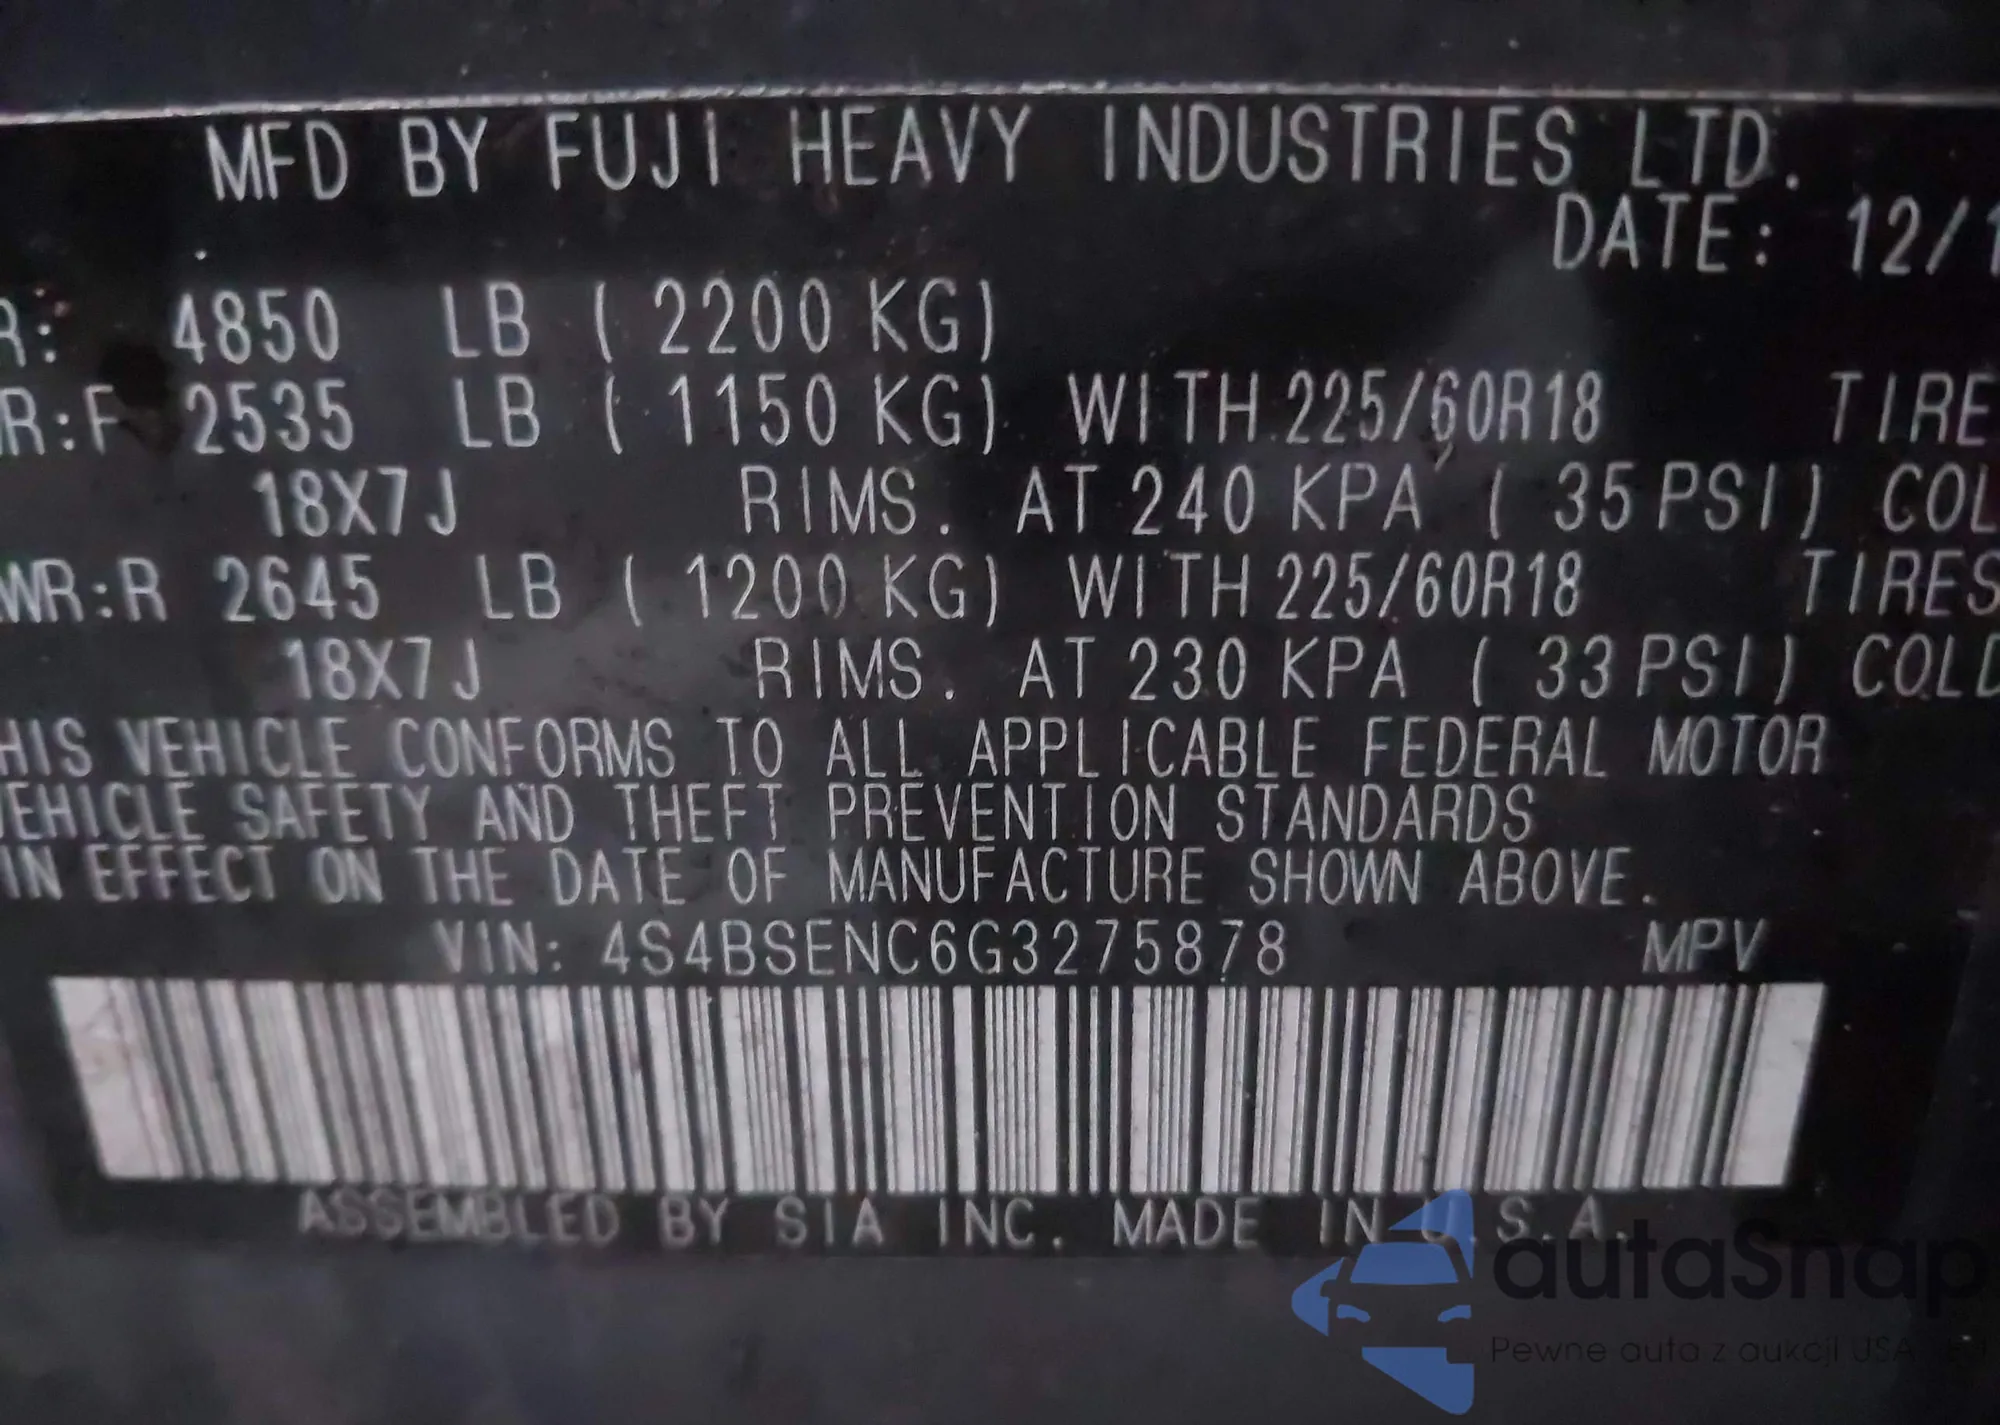 MFD BY FUJI HEAVY INDUSTRIES LTD.
DATE: 12/1
R: 4850 LB ( 2200 KG)
R:F 2535 LB ( 1150 KG) WITH 225/60R18 TIRE
18X7J RIMS. AT 240 KPA ( 35 PSI) COL
WR:R 2645 LB ( 1200 KG) WITH 225/60R18 TIRES
18X7J RIMS. AT 230 KPA ( 33 PSI) COLD
HIS VEHICLE CONFORMS TO ALL APPLICABLE FEDERAL MOTOR
EHICLE SAFETY AND THEFT PREVENTION STANDARDS
IN EFFECT ON THE DATE OF MANUFACTURE SHOWN ABOVE.
VIN: 4S4BSENC6G3275878 MPV
ASSEMBLED BY SIA INC. MADE IN U.S.A.
autaSnap
Pewne auta z aukcji USA